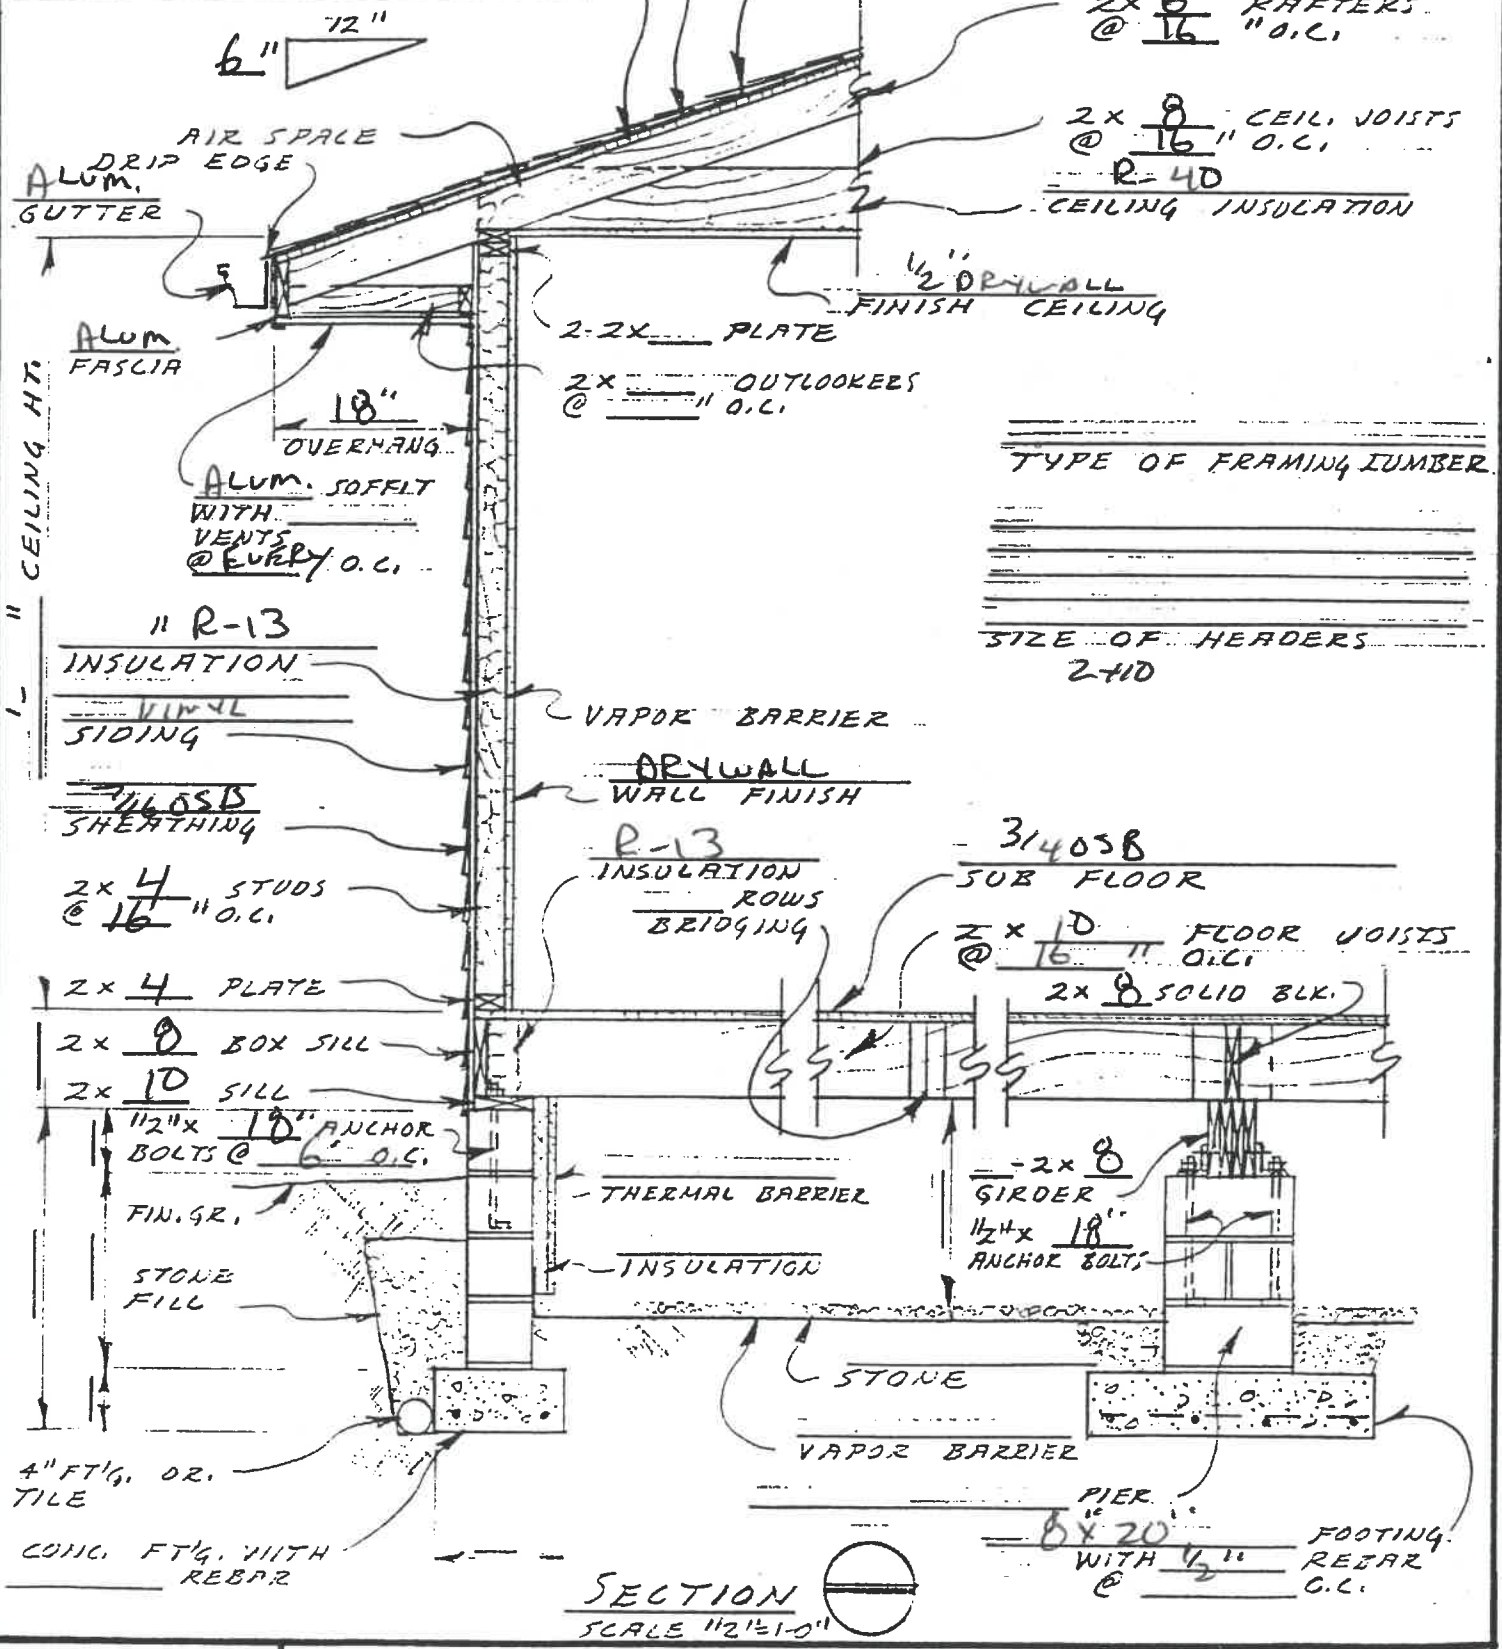 12"
6"
2x 8 RAFTERS
@ 16 "O.C.
AIR SPACE
DRIP EDGE
ALUM.
GUTTER
2x 8 CEIL. JOISTS
@ 16 " O.C.
R-40
CEILING INSULATION
1/2" DRYWALL
FINISH CEILING
ALUM.
FASCIA
2-2x PLATE
2x OUTLOOKERS
@ " O.C.
18"
OVERHANG
ALUM. SOFFIT
WITH
VENTS
@ EVERY O.C.
'- " CEILING HT.
TYPE OF FRAMING LUMBER
SIZE OF HEADERS
2x10
" R-13
INSULATION
VINYL
SIDING
7/16 OSB
SHEATHING
2x 4 STUDS
@ 16 "O.C.
VAPOR BARRIER
DRYWALL
WALL FINISH
R-13
INSULATION
ROWS
BRIDGING
3/4 OSB
SUB FLOOR
2 x 10 FLOOR JOISTS
@ 16 " O.C.
2x 8 SOLID BLK.
2x 4 PLATE
2x 8 BOX SILL
2x 10 SILL
1/2"x 18" ANCHOR
BOLTS @ 6' O.C.
FIN. GR.
STONE
FILL
THERMAL BARRIER
INSULATION
-2x 8
GIRDER
1/2"x 18"
ANCHOR BOLTS
STONE
VAPOR BARRIER
4" FT'G. DR.
TILE
CONC. FT'G. WITH
REBAR
PIER
8" x 20" FOOTING
WITH 1/2" REBAR
@ O.C.
SECTION
SCALE 1/2"=1'-0"